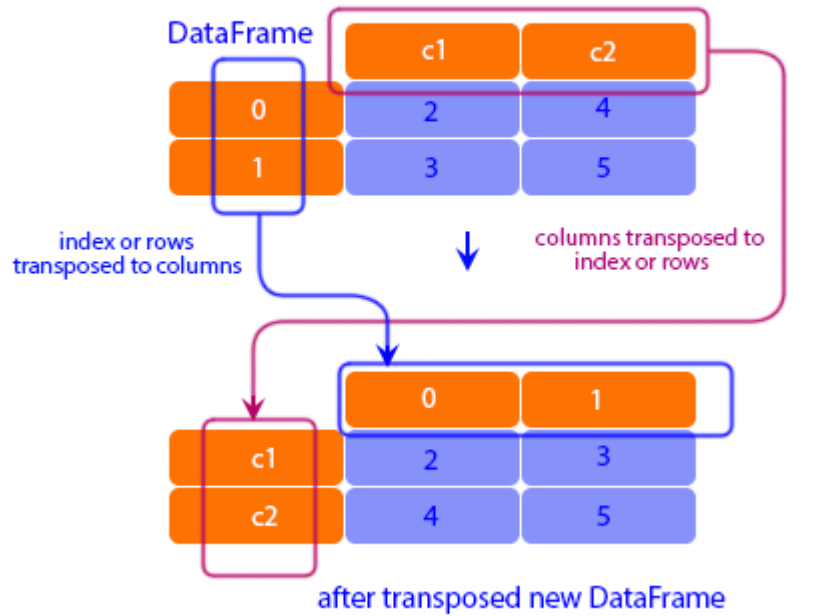 DataFrame
c1 c2
0 2 4
1 3 5
index or rows
transposed to columns
columns transposed to
index or rows
0 1
c1 2 3
c2 4 5
after transposed new DataFrame